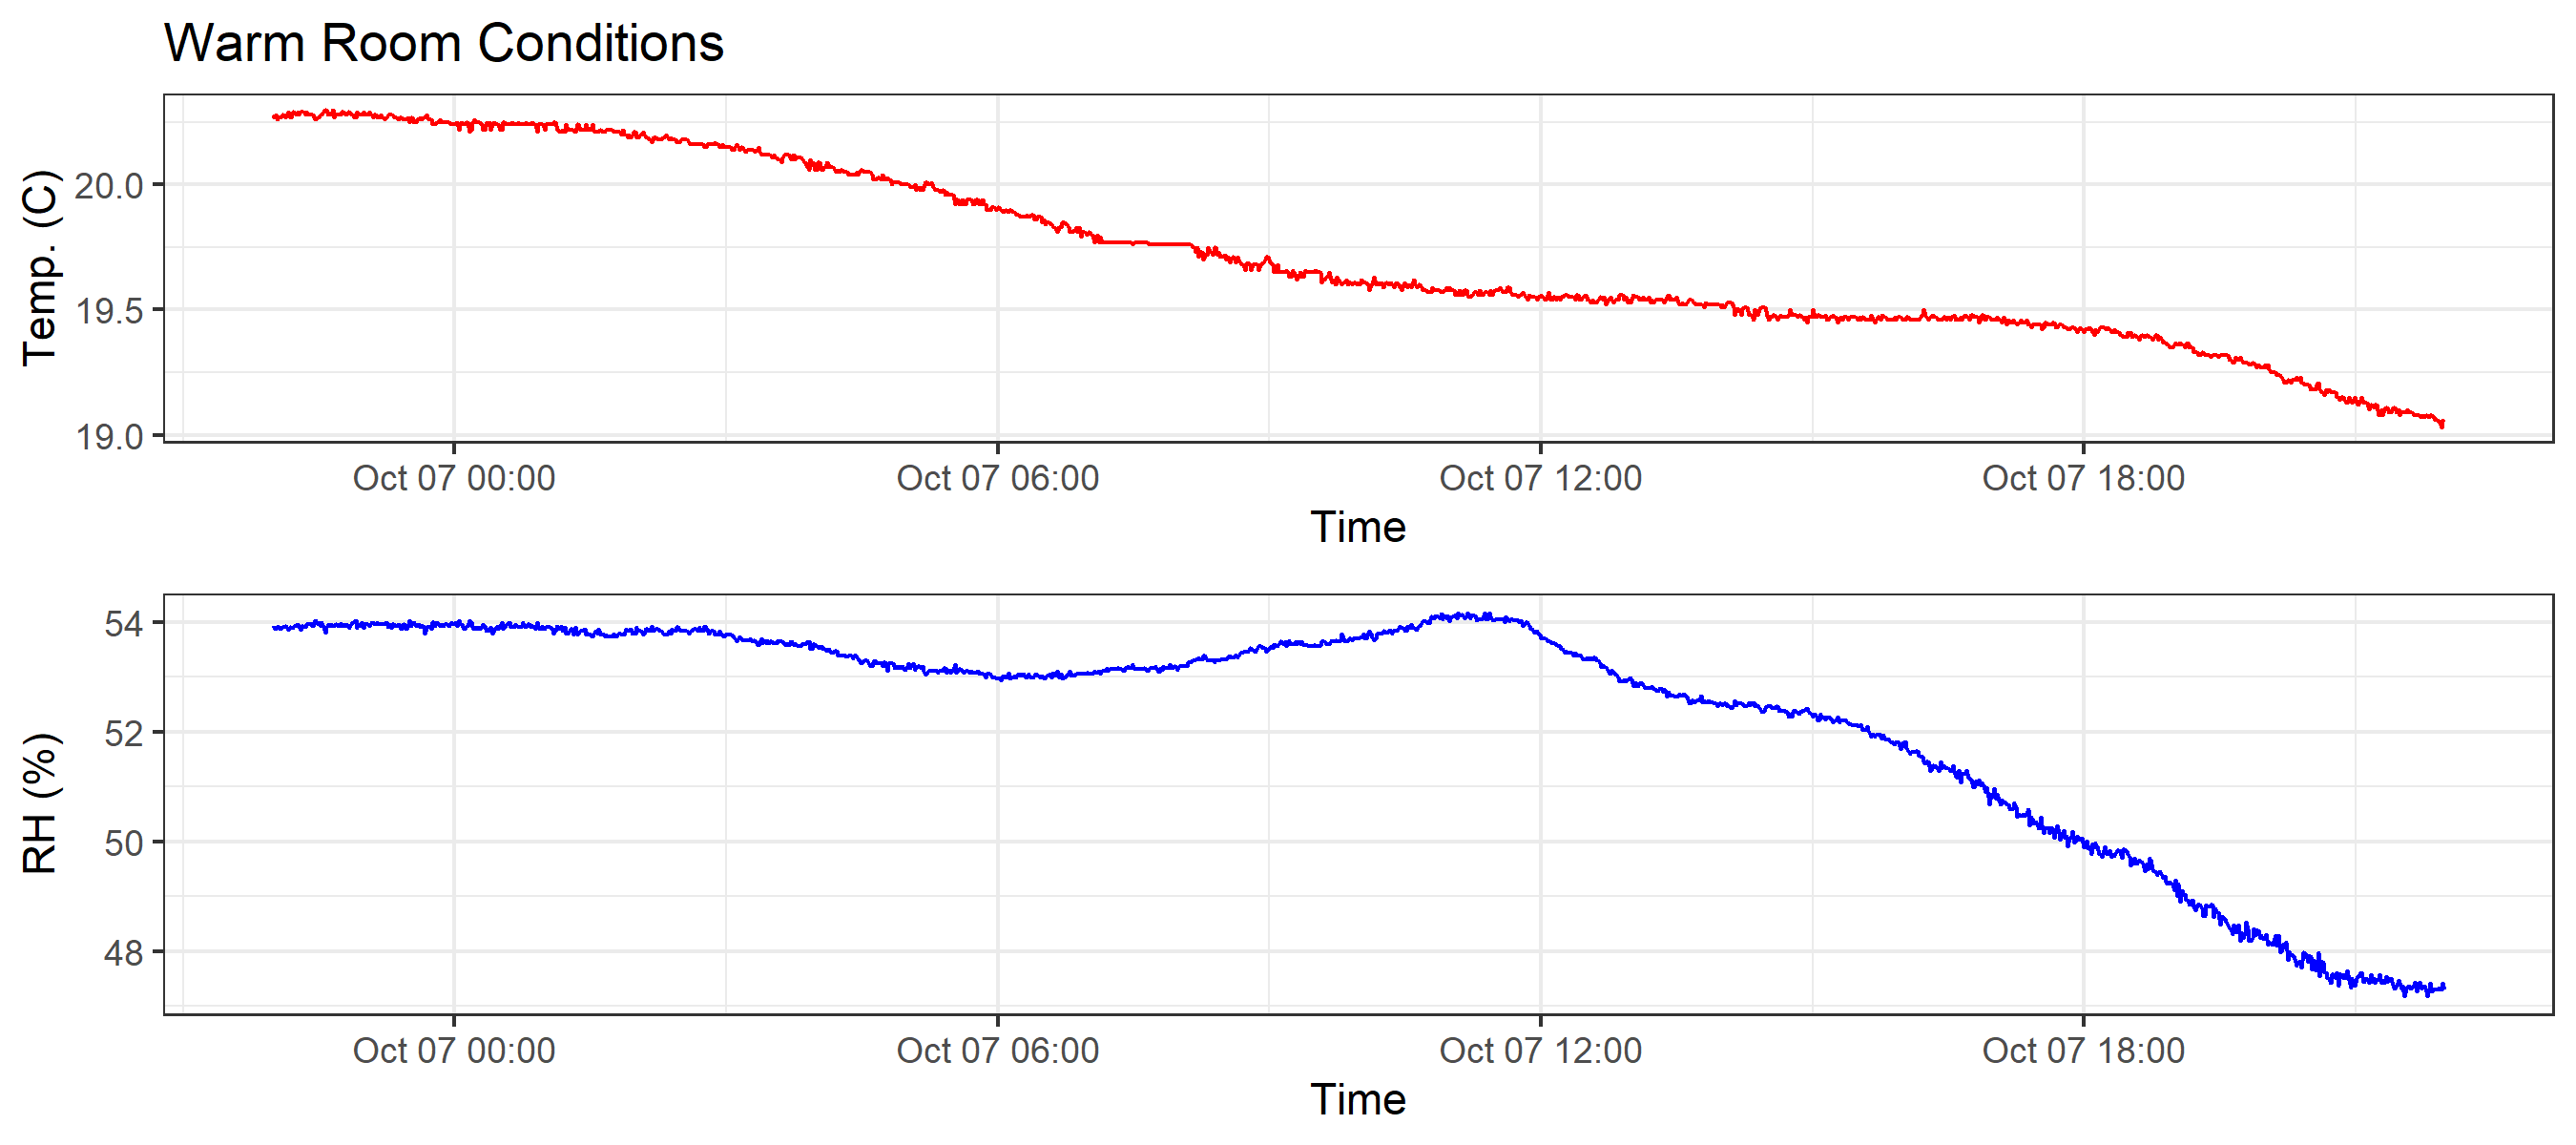 Warm Room Conditions
Temp. (C)
20.0
19.5
19.0
Oct 07 00:00 Oct 07 06:00 Oct 07 12:00 Oct 07 18:00
Time
RH (%)
54
52
50
48
Oct 07 00:00 Oct 07 06:00 Oct 07 12:00 Oct 07 18:00
Time